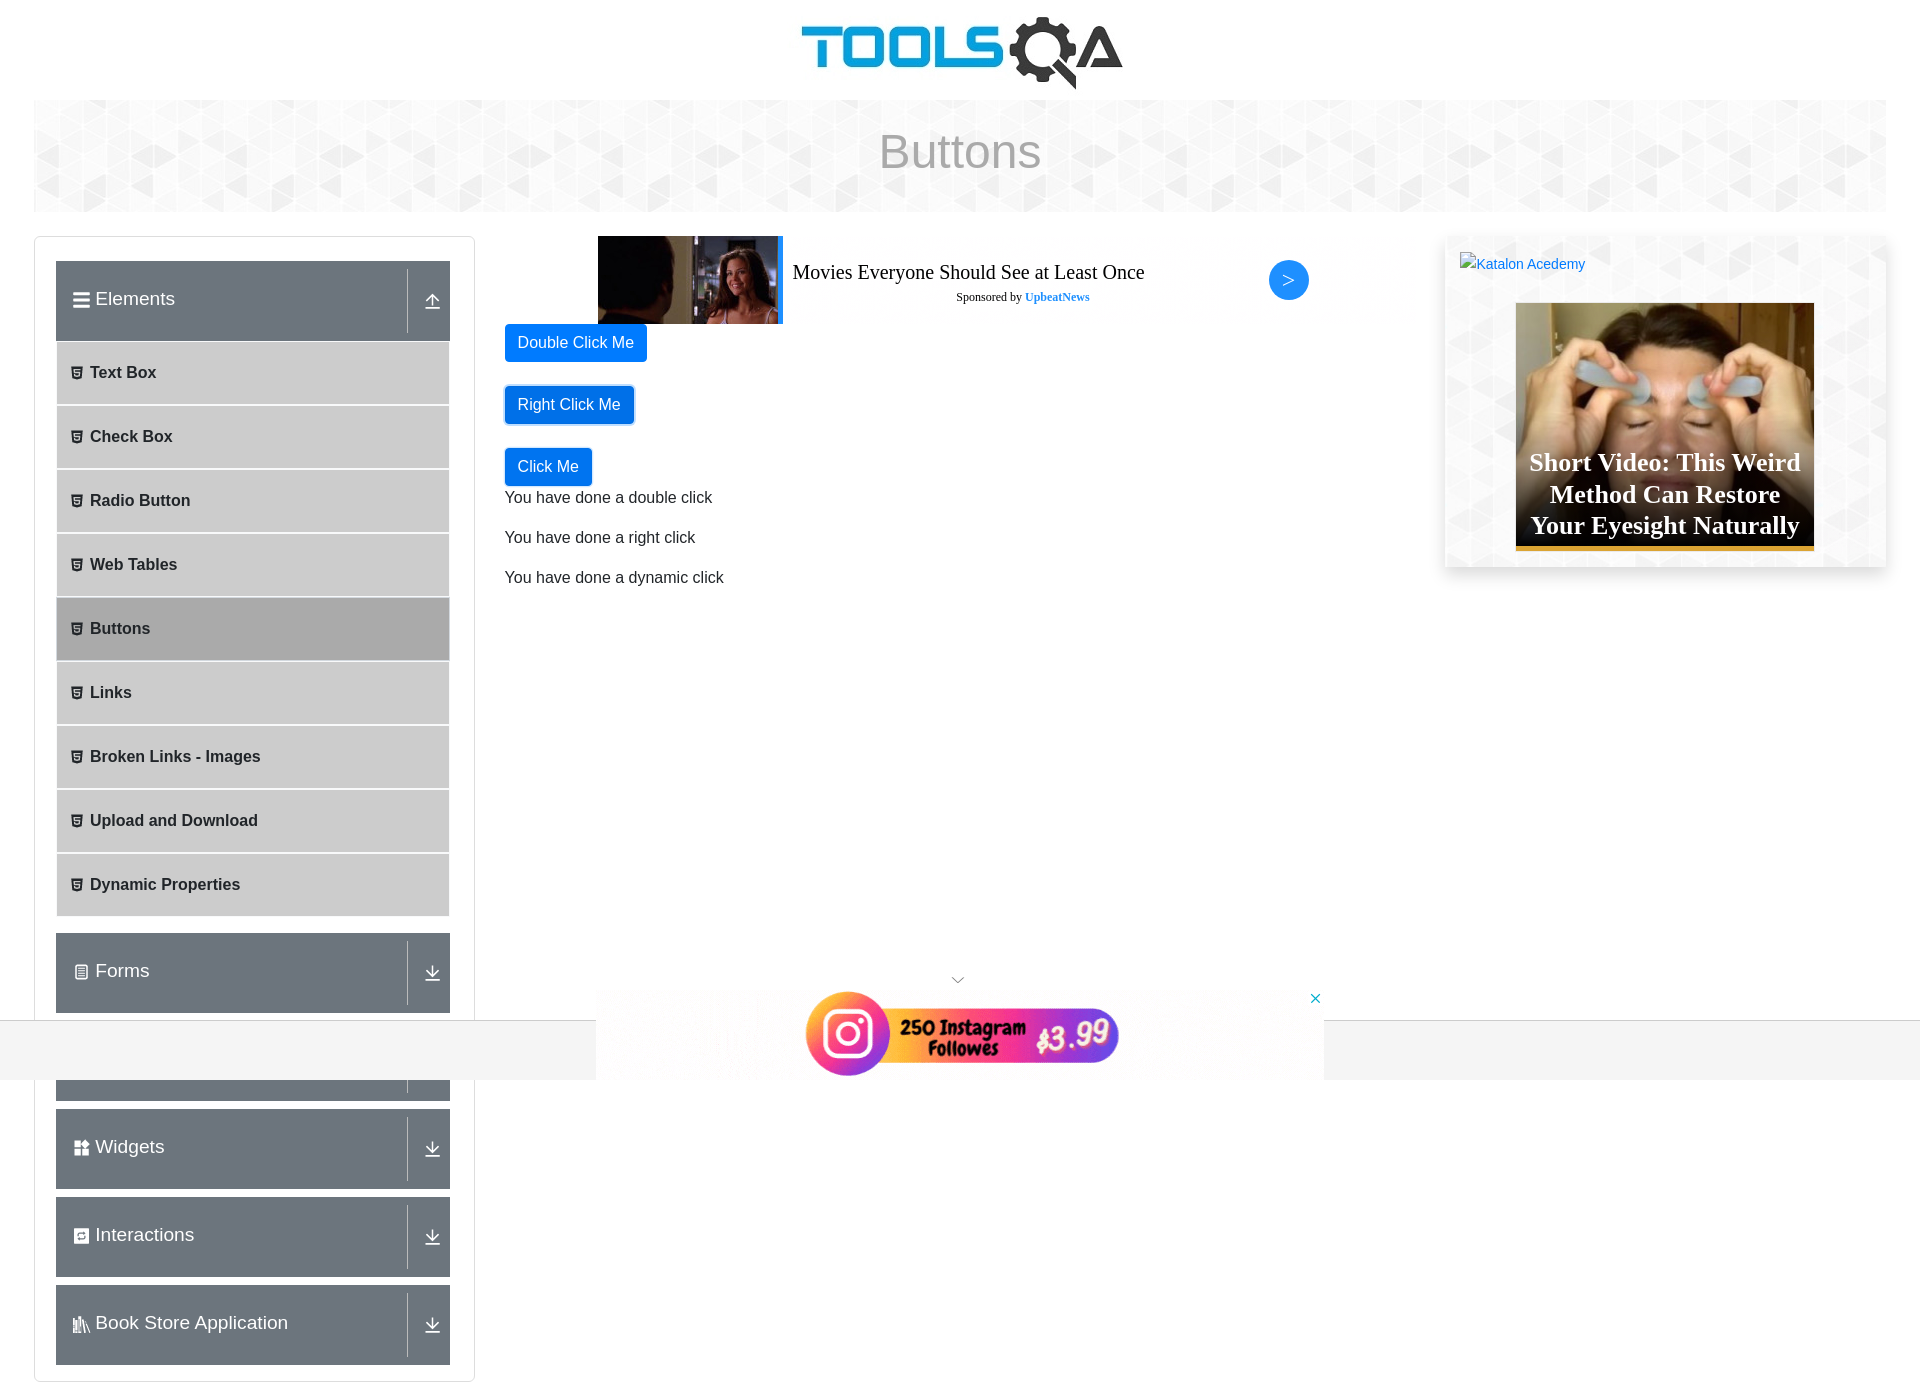 TOOLSQA
Buttons
Elements
Text Box
Check Box
Radio Button
Web Tables
Buttons
Links
Broken Links - Images
Upload and Download
Dynamic Properties
Forms
Widgets
Interactions
Book Store Application
Movies Everyone Should See at Least Once
Sponsored by UpbeatNews
>
Double Click Me
Right Click Me
Click Me
You have done a double click
You have done a right click
You have done a dynamic click
Katalon Acedemy
Short Video: This Weird
Method Can Restore
Your Eyesight Naturally
250 Instagram
Followes
$3.99